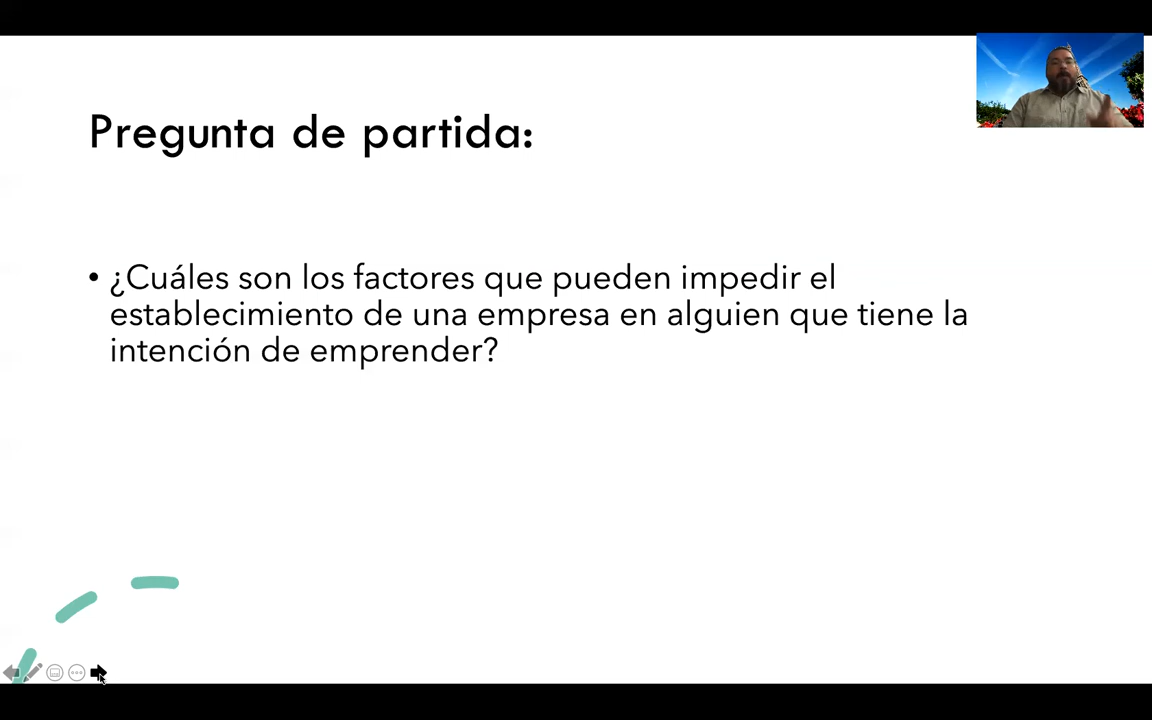 Pregunta de partida:
• ¿Cuáles son los factores que pueden impedir el
establecimiento de una empresa en alguien que tiene la
intención de emprender?